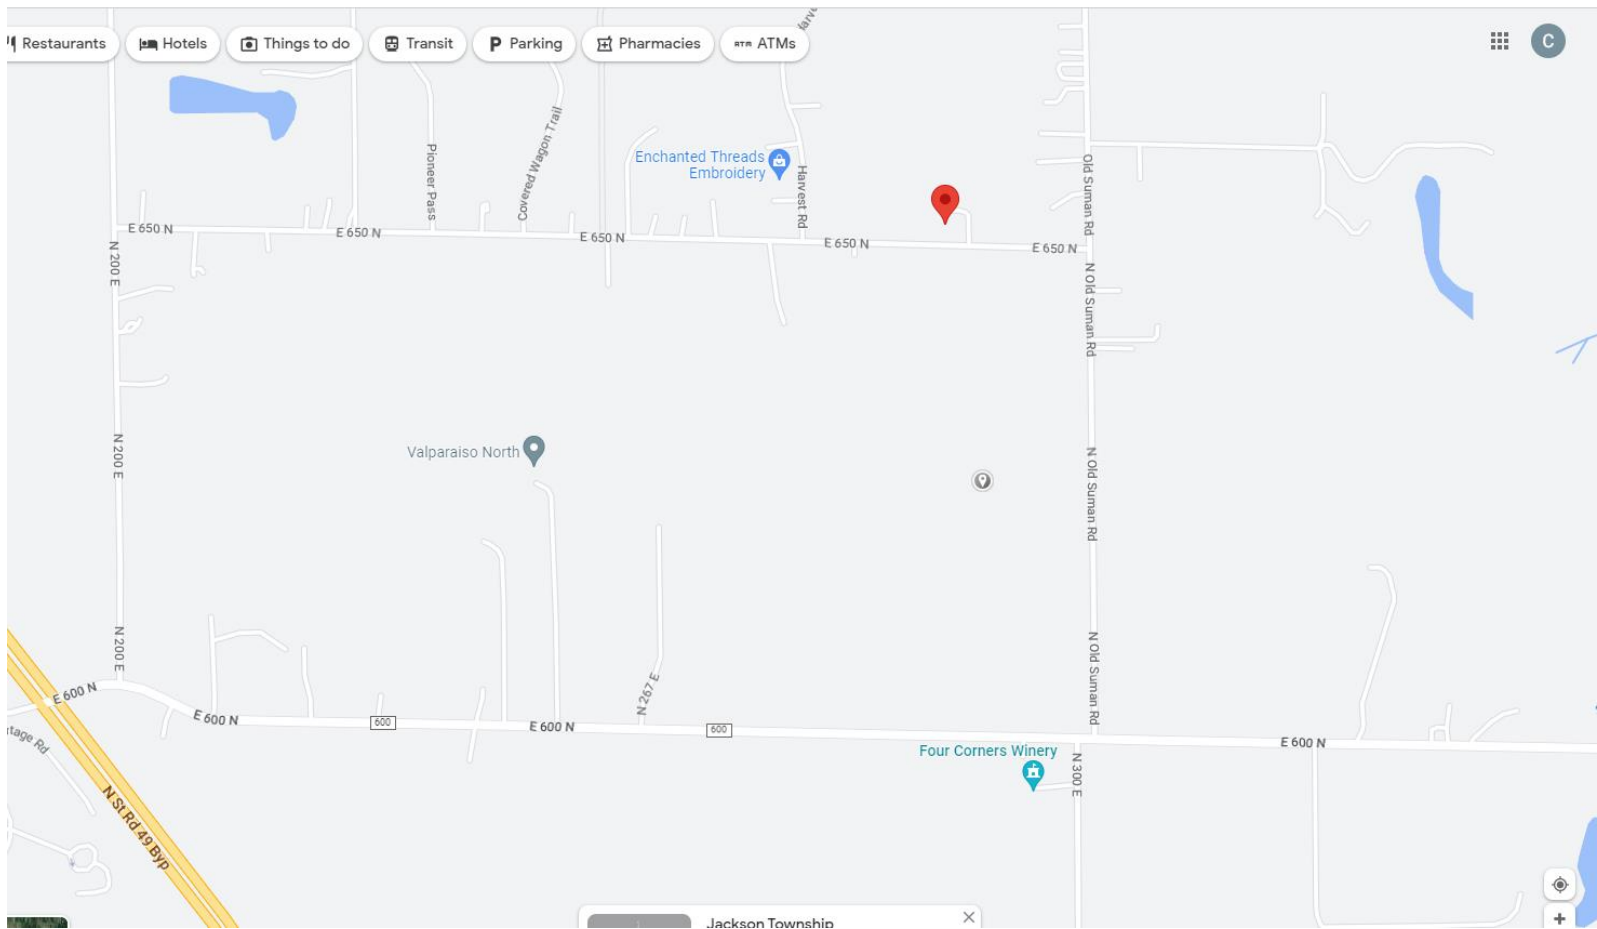 Restaurants
Hotels
Things to do
Transit
Parking
Pharmacies
ATM ATMs
C
Pioneer Pass
Covered Wagon Trail
Enchanted Threads
Embroidery
Harvest Rd
Old Suman Rd
E 650 N
E 650 N
E 650 N
E 650 N
E 650 N
N 200 E
N Old Suman Rd
N 200 E
Valparaiso North
N Old Suman Rd
N 200 E
N Old Suman Rd
N 267 E
E 600 N
E 600 N
600
E 600 N
600
E 600 N
Four Corners Winery
N 300 E
N St Rd 49 Byp
Jackson Township